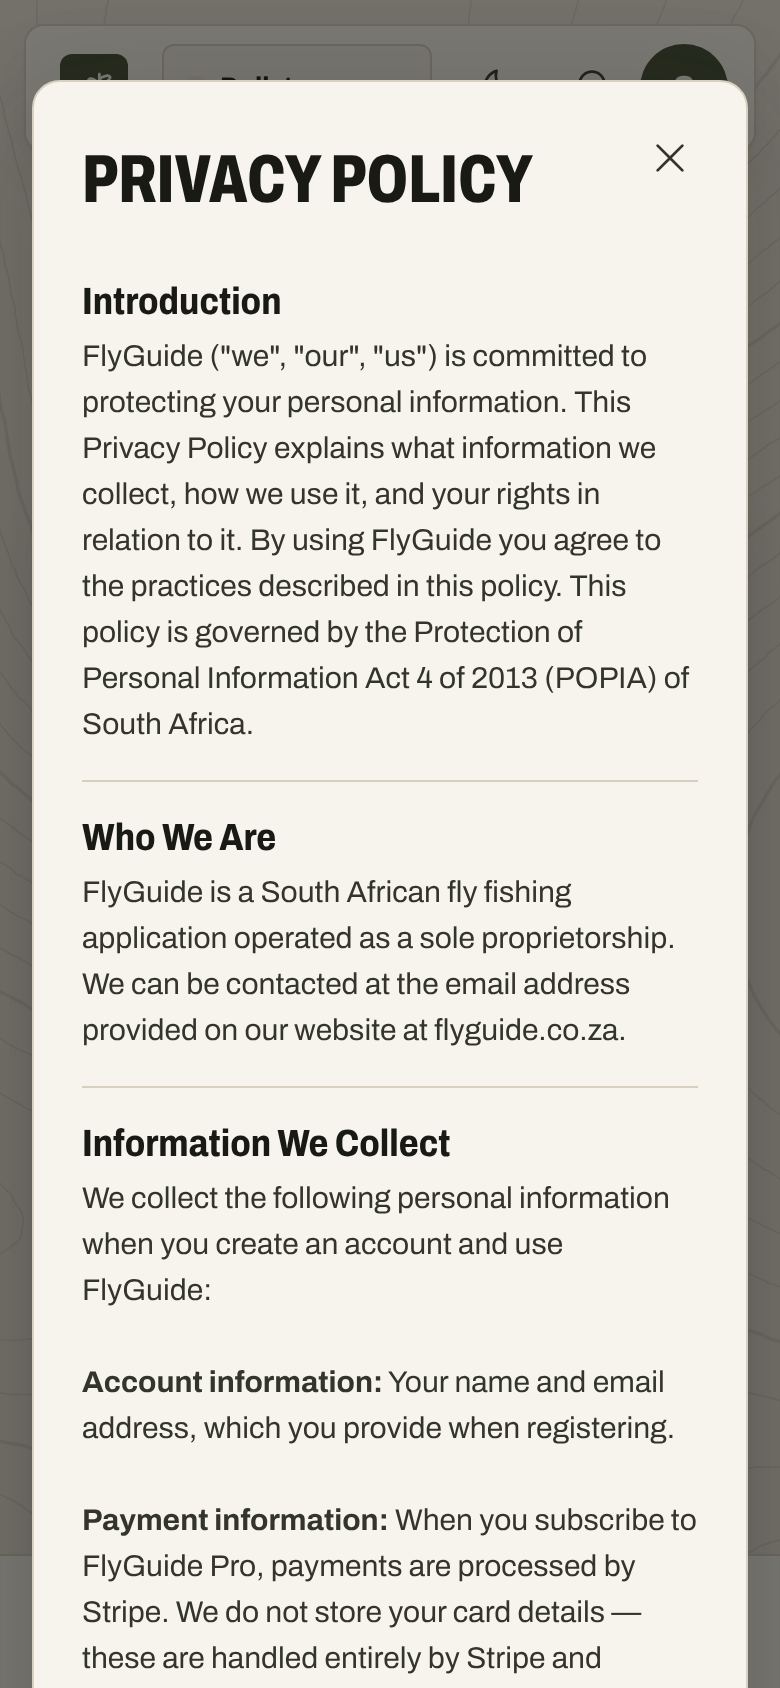 PRIVACY POLICY
Introduction
FlyGuide ("we", "our", "us") is committed to
protecting your personal information. This
Privacy Policy explains what information we
collect, how we use it, and your rights in
relation to it. By using FlyGuide you agree to
the practices described in this policy. This
policy is governed by the Protection of
Personal Information Act 4 of 2013 (POPIA) of
South Africa.
Who We Are
FlyGuide is a South African fly fishing
application operated as a sole proprietorship.
We can be contacted at the email address
provided on our website at flyguide.co.za.
Information We Collect
We collect the following personal information
when you create an account and use
FlyGuide:
Account information: Your name and email
address, which you provide when registering.
Payment information: When you subscribe to
FlyGuide Pro, payments are processed by
Stripe. We do not store your card details —
these are handled entirely by Stripe and